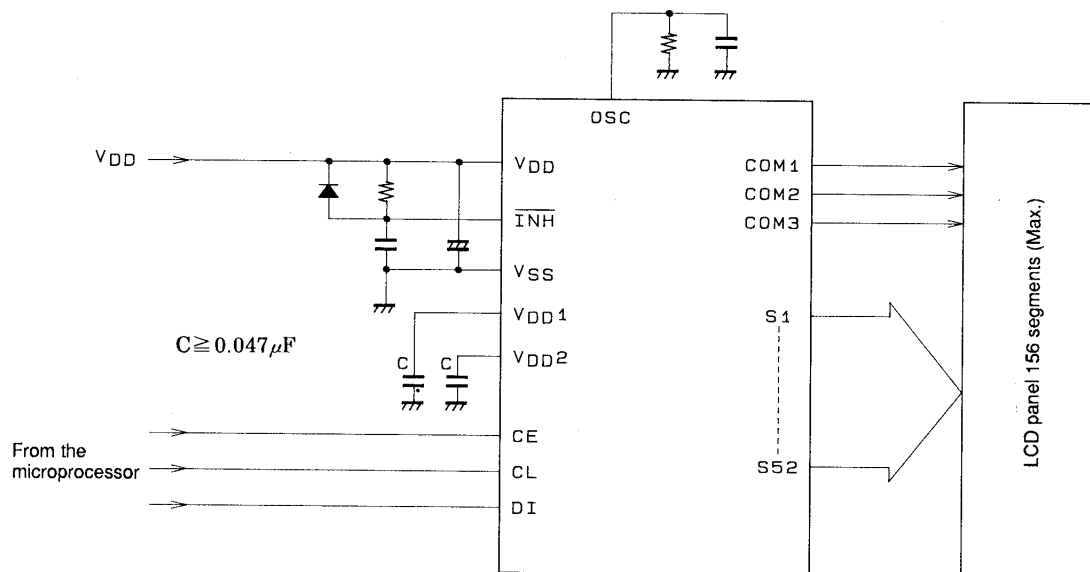 OSC
VDD
VDD
INH
VSS
VDD1
VDD2
C≧0.047μF
C
C
From the
microprocessor
CE
CL
DI
COM1
COM2
COM3
S1
S52
LCD panel 156 segments (Max.)